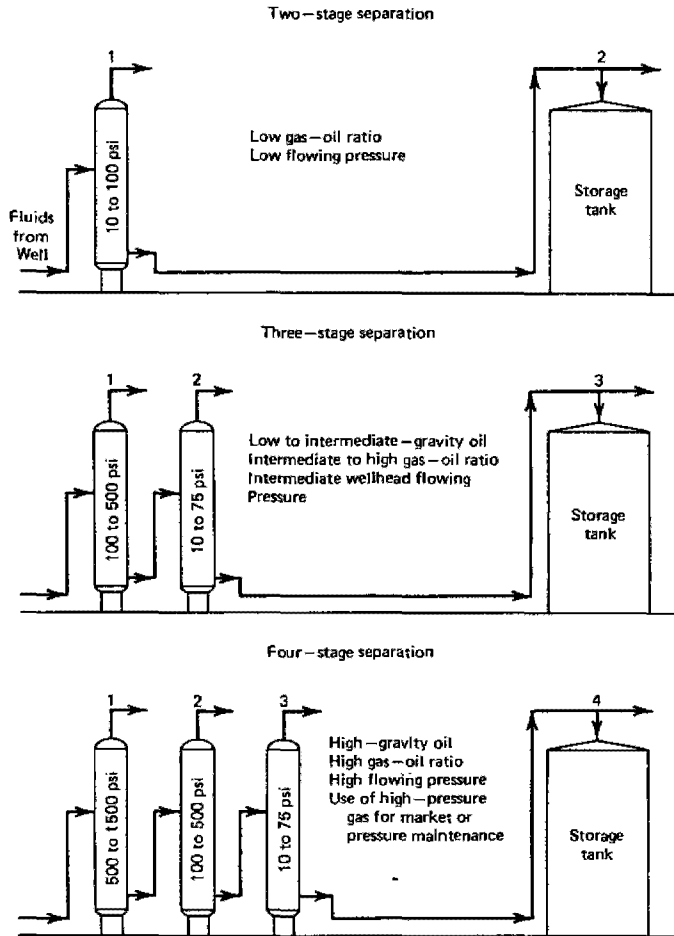 Two-stage separation
1
2
10 to 100 psi
Low gas-oil ratio
Low flowing pressure
Storage
tank
Fluids
from
Well
Three-stage separation
1
2
3
100 to 500 psi
10 to 75 psi
Low to intermediate-gravity oil
Intermediate to high gas-oil ratio
Intermediate wellhead flowing
Pressure
Storage
tank
Four-stage separation
1
2
3
4
500 to t500 psi
100 to 500 psi
10 to 75 psi
High-gravity oil
High gas-oil ratio
High flowing pressure
Use of high-pressure
gas for market or
pressure maintenance
Storage
tank